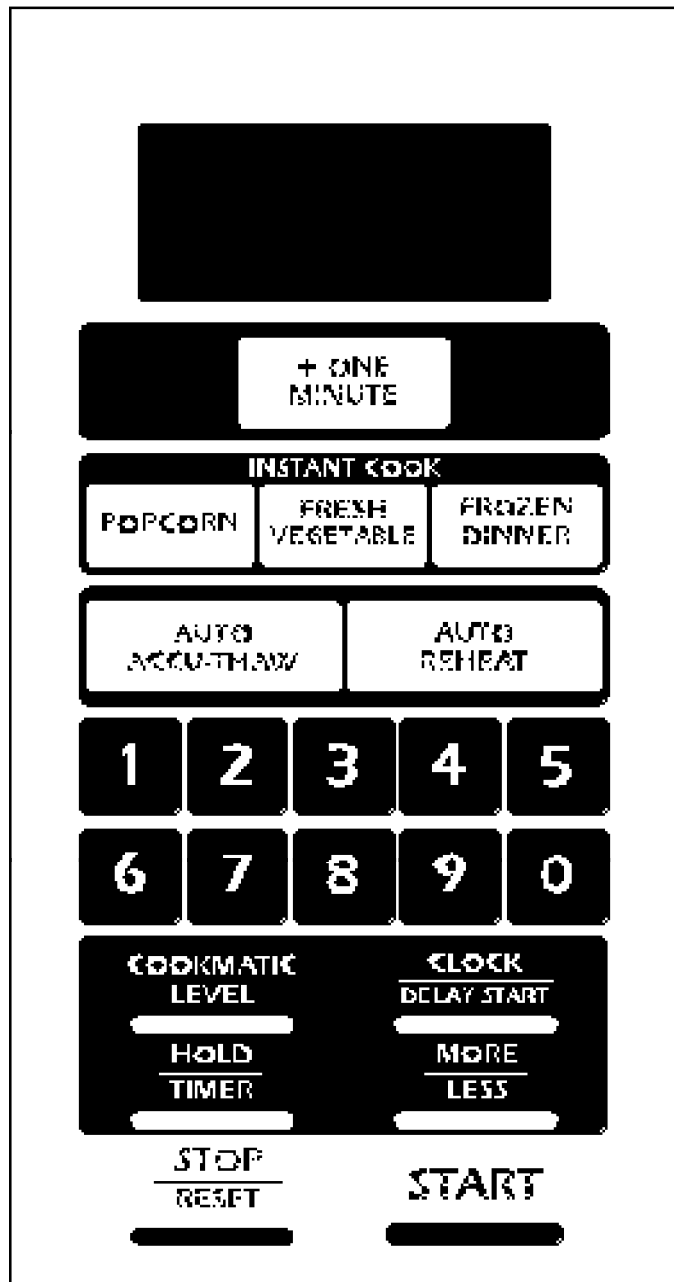 + ONE
MINUTE
INSTANT COOK
POPCORN
FRESH
VEGETABLE
FROZEN
DINNER
AUTO
ACCU-THAW
AUTO
REHEAT
1 2 3 4 5
6 7 8 9 0
COOKMATIC
LEVEL
CLOCK
DELAY START
HOLD
TIMER
MORE
LESS
STOP
RESET
START